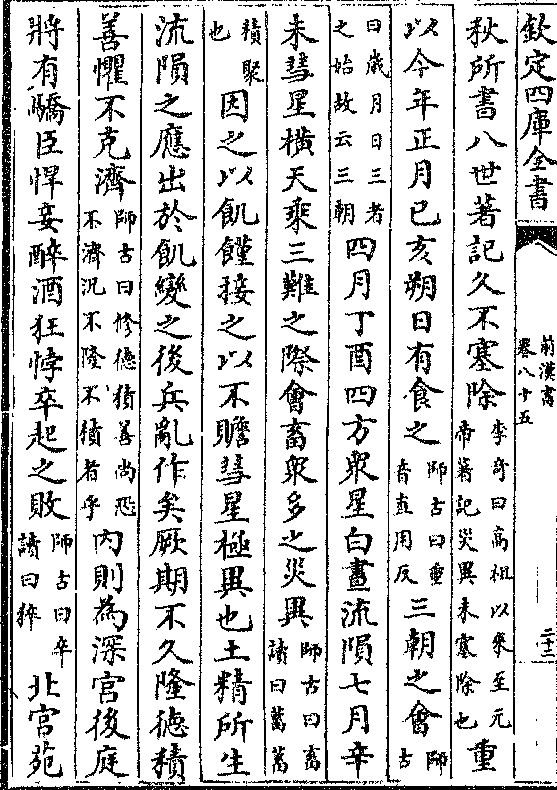 欽定四庫全書
前漢書
卷八十五
二十二
秋所書八世著記久不塞除李奇曰高祖以來至元帝著記災異未塞除也重
以今年正月已亥朔日有食之師古曰重音直用反三朝之會師古
曰歲月日三者之始故云三朝四月丁酉四方衆星白晝流隕七月辛
未彗星橫天乘三難之際會畜衆多之災異師古曰畜讀曰蓄蓄
積聚也因之以飢饉接之以不贍彗星極異也土精所生
流隕之應出於飢變之後兵亂作矣厥期不久隆德積
善懼不克濟師古曰修德積善尚恐不濟況不隆不積者乎内則為深宫後庭
將有驕臣悍妾醉酒狂悖卒起之敗師古曰卒讀曰猝北宫苑